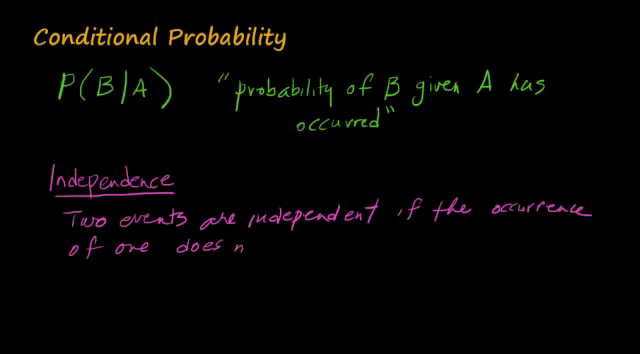 Conditional Probability
P(B/A) "probability of B given A has
occurred"
Independence
Two events are independent if the occurrence
of one does n